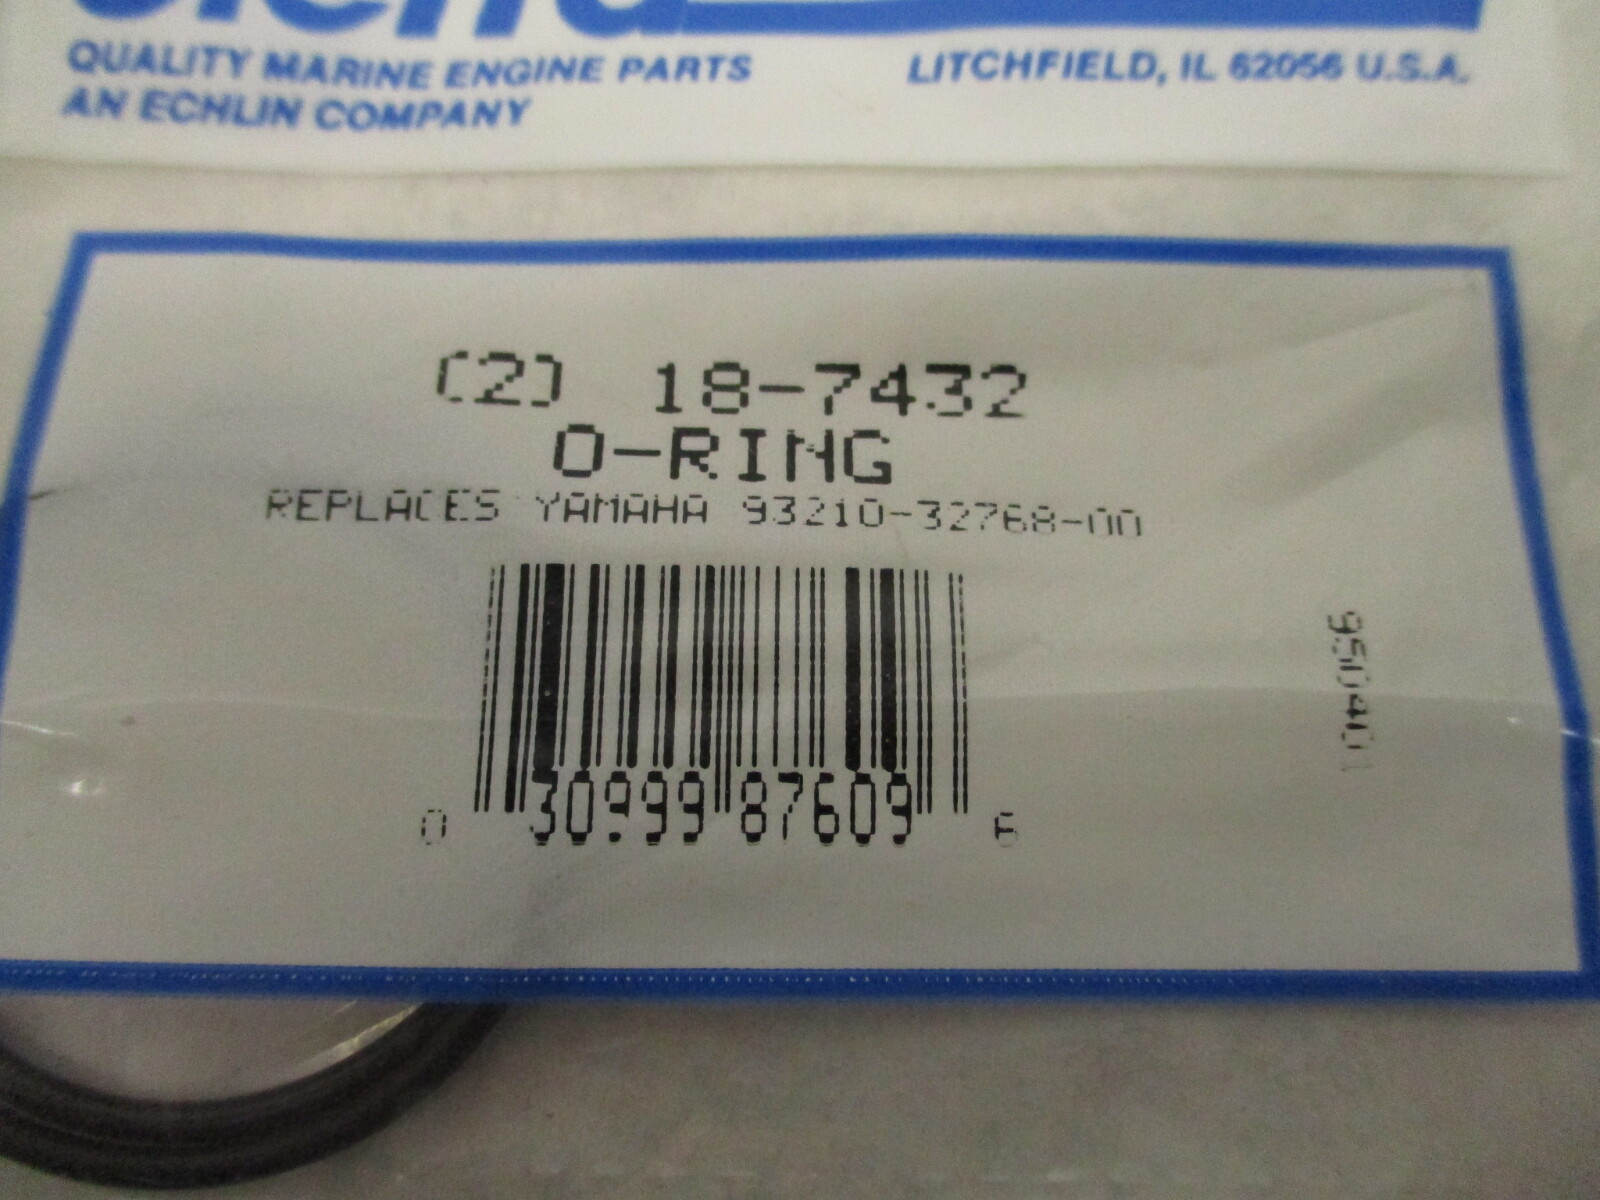 sierra
QUALITY MARINE ENGINE PARTS
AN ECHLIN COMPANY
LITCHFIELD, IL 62056 U.S.A.
(2) 18-7432
O-RING
REPLACES YAMAHA 93210-32768-00
0 30999 87609 6
950401